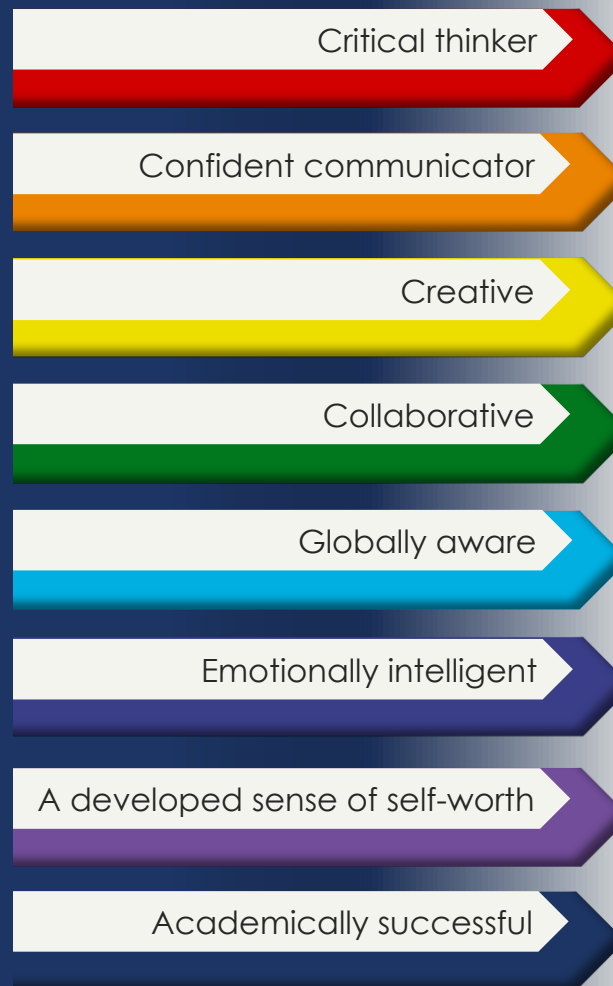 Critical thinker
Confident communicator
Creative
Collaborative
Globally aware
Emotionally intelligent
A developed sense of self-worth
Academically successful